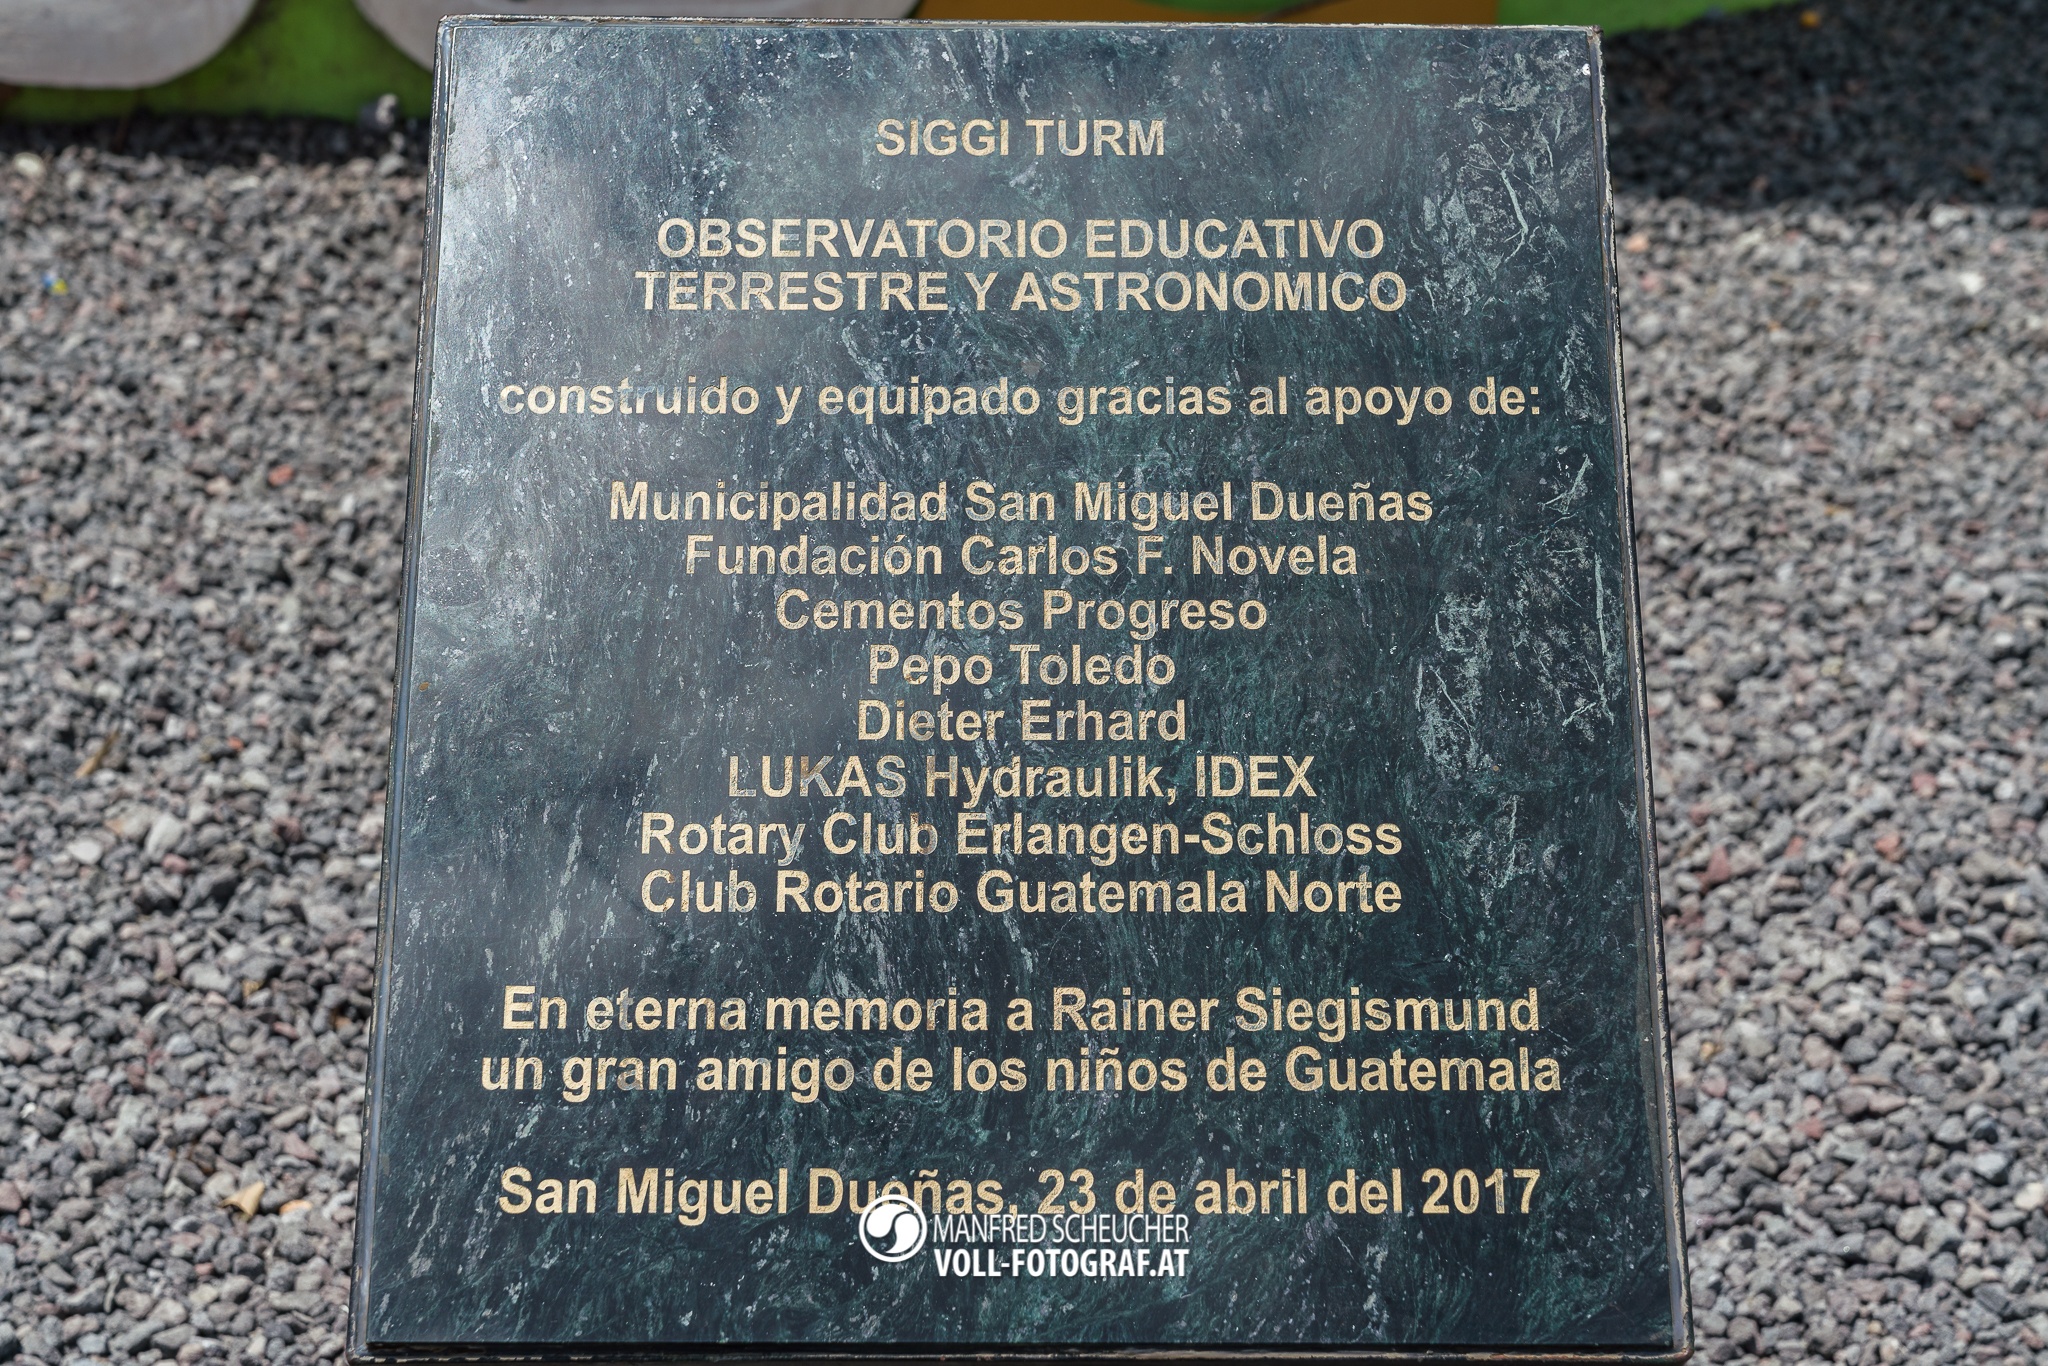 SIGGI TURM
OBSERVATORIO EDUCATIVO
TERRESTRE Y ASTRONOMICO
construido y equipado gracias al apoyo de:
Municipalidad San Miguel Dueñas
Fundación Carlos F. Novela
Cementos Progreso
Pepo Toledo
Dieter Erhard
LUKAS Hydraulik, IDEX
Rotary Club Erlangen-Schloss
Club Rotario Guatemala Norte
En eterna memoria a Rainer Siegismund
un gran amigo de los niños de Guatemala
San Miguel Dueñas, 23 de abril del 2017
MANFRED SCHEUCHER
VOLL-FOTOGRAF.AT